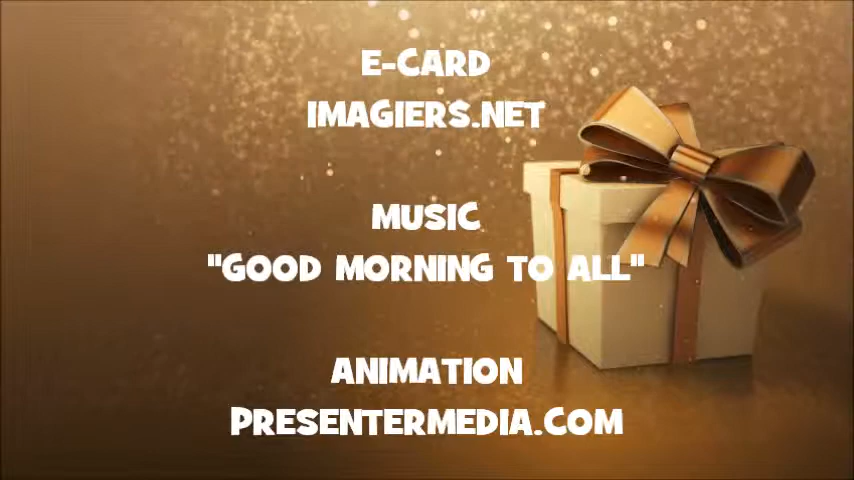 E-CARD
IMAGIERS.NET
MUSIC
"GOOD MORNING TO ALL"
ANIMATION
PRESENTERMEDIA.COM